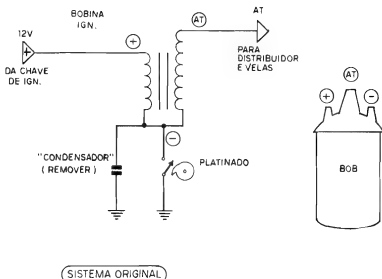 BOBINA
IGN.
12V
+
DA CHAVE
DE IGN.
+
AT
AT
PARA
DISTRIBUIDOR
E VELAS
"CONDENSADOR"
(REMOVER)
−
PLATINADO
+
AT
−
BOB
SISTEMA ORIGINAL